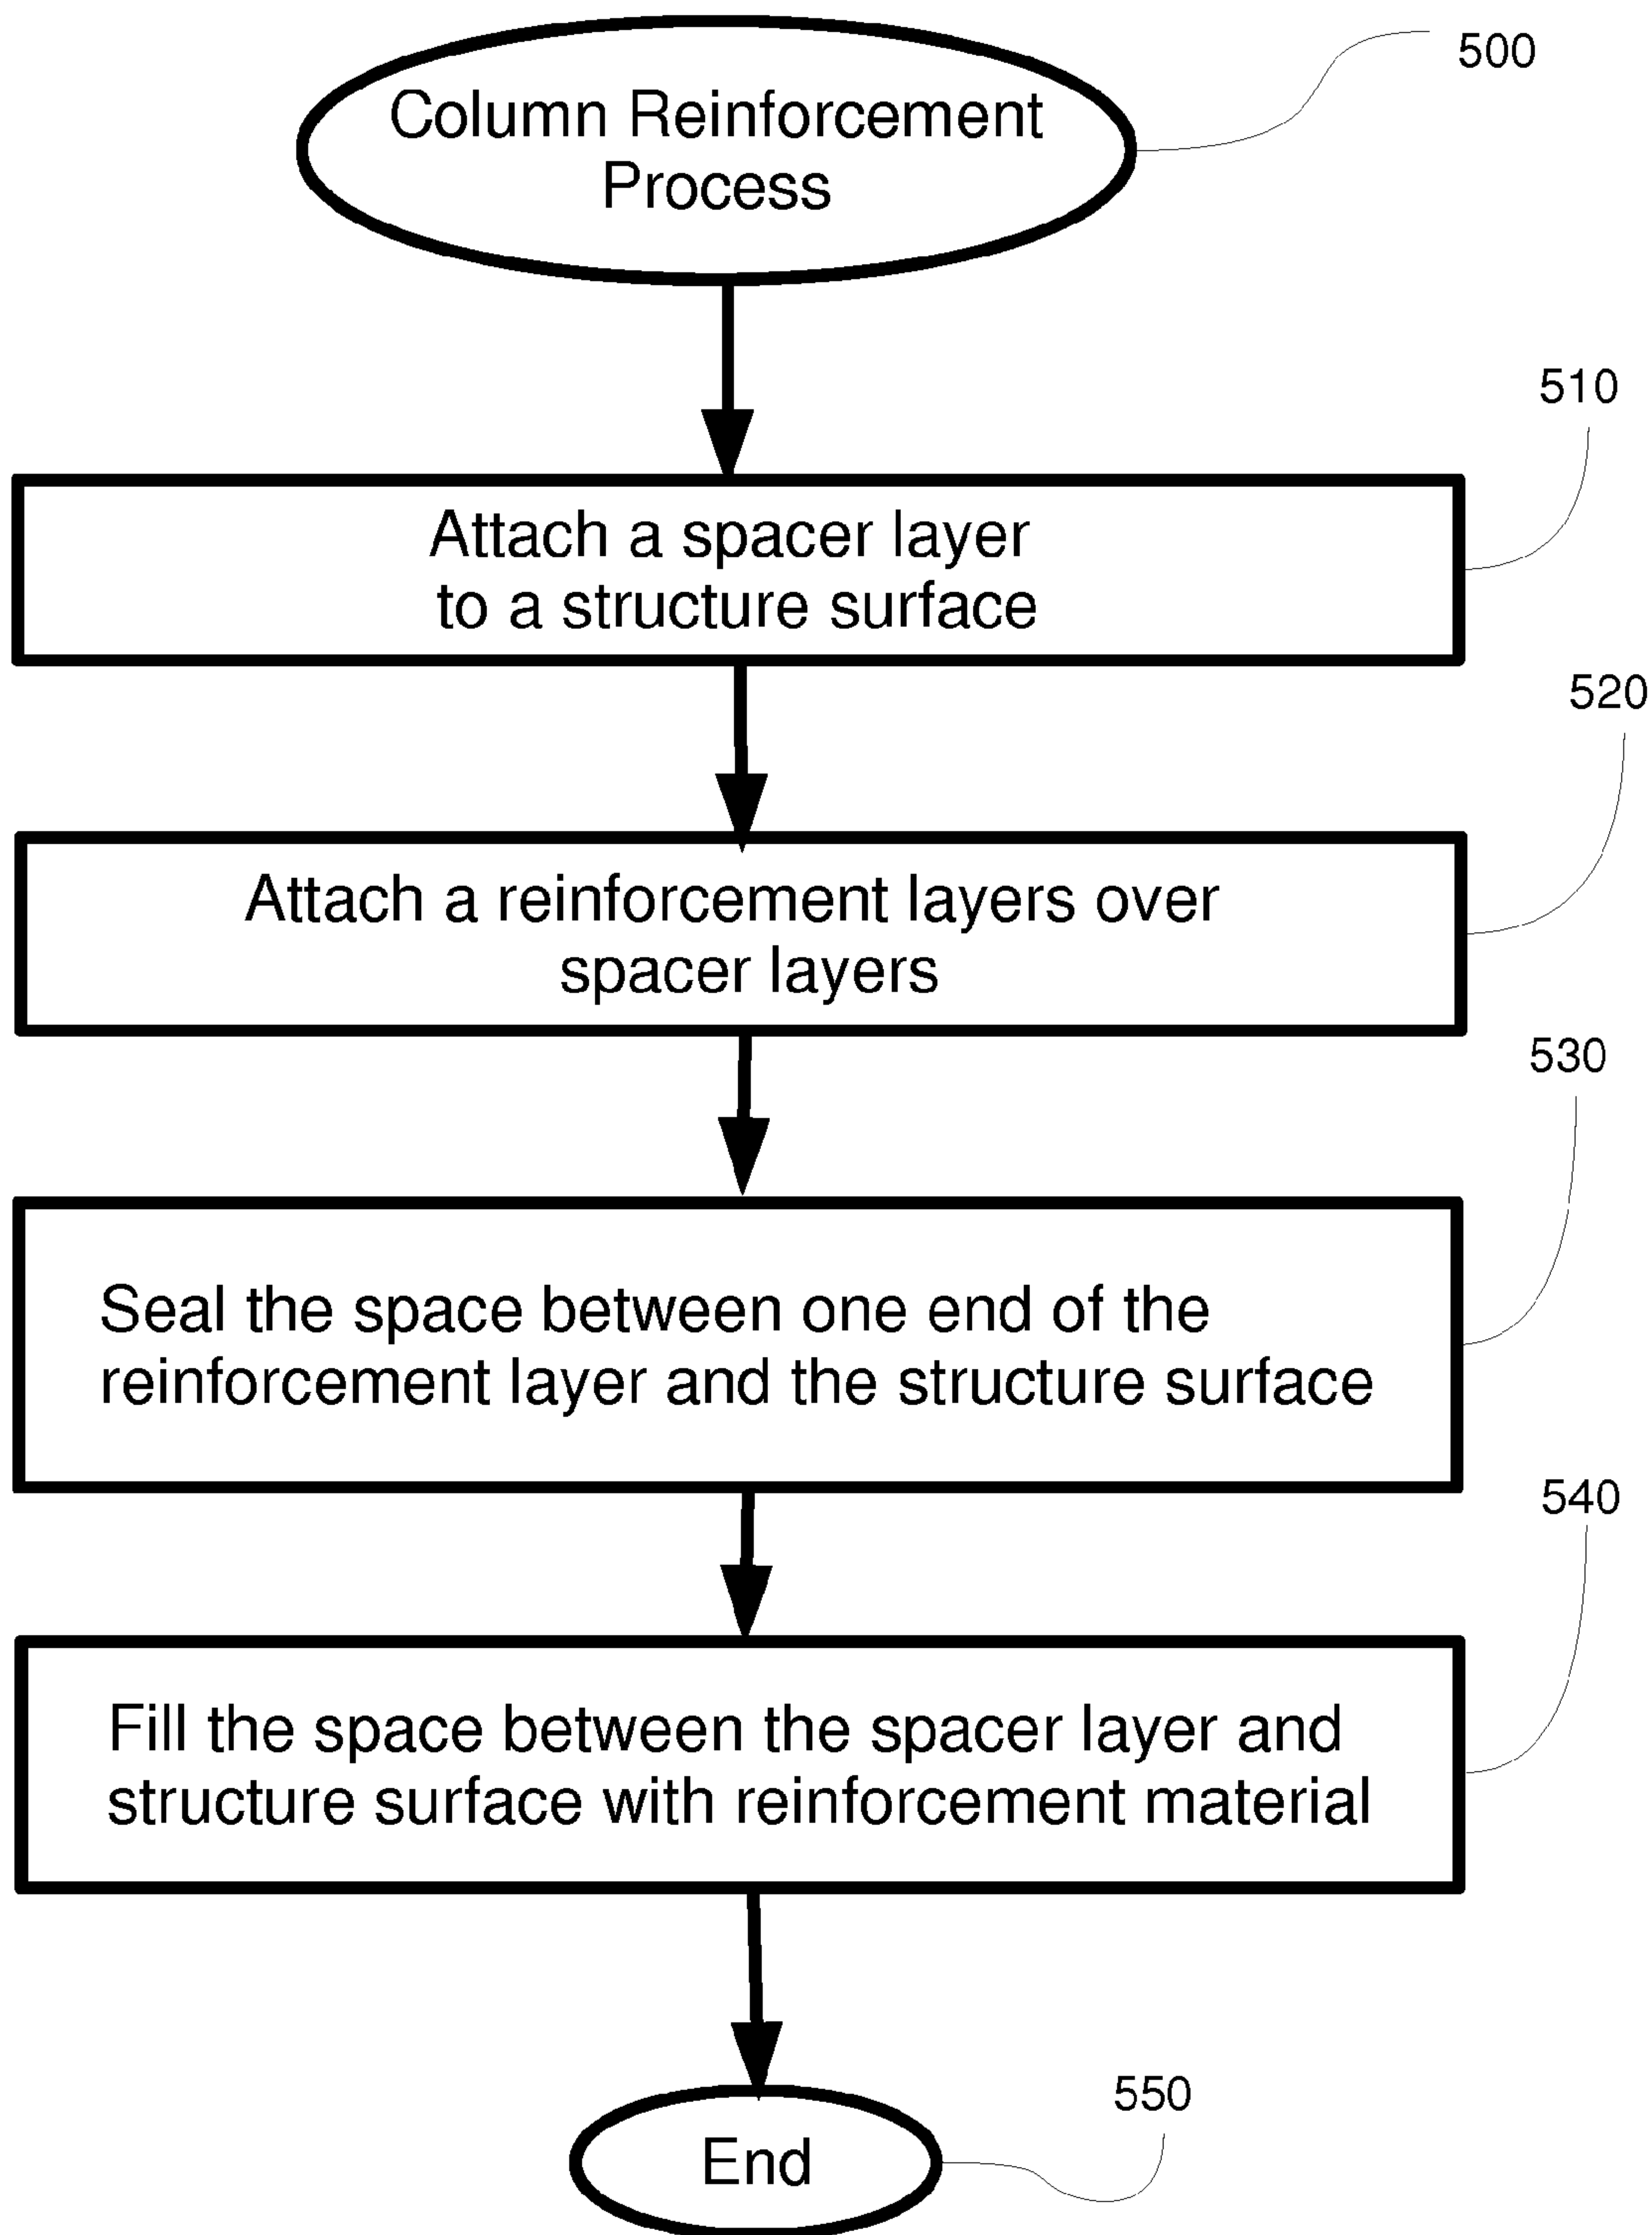 Column Reinforcement
Process
500
510
Attach a spacer layer
to a structure surface
520
Attach a reinforcement layers over
spacer layers
530
Seal the space between one end of the
reinforcement layer and the structure surface
540
Fill the space between the spacer layer and
structure surface with reinforcement material
550
End